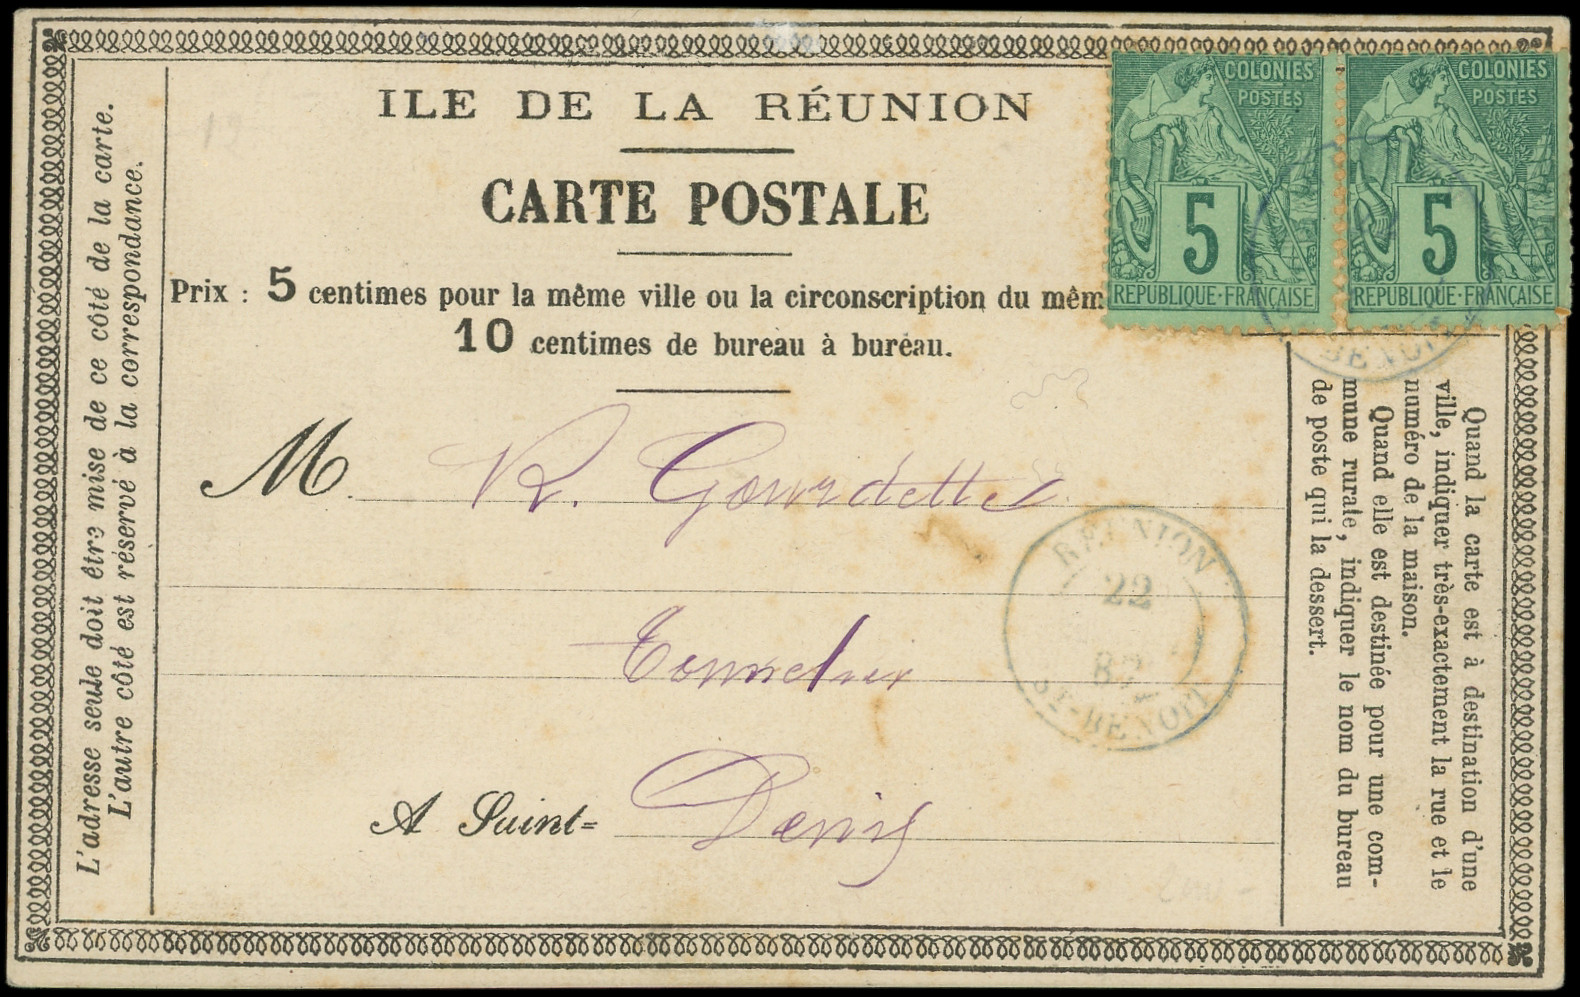 ILE DE LA RÉUNION
CARTE POSTALE
Prix : 5 centimes pour la même ville ou la circonscription du mêm
10 centimes de bureau à bureau.
M. R. Gourdette
A Saint-Denis
L'adresse seule doit être mise de ce côté de la carte.
L'autre côté est réservé à la correspondance.
COLONIES
POSTES
5
REPUBLIQUE·FRANÇAISE
COLONIES
POSTES
5
REPUBLIQUE·FRANÇAISE
BENOIT
REUNION
22
ST-BENOIT
Quand la carte est à destination d'une
ville, indiquer très-exactement la rue et le
numéro de la maison.
Quand elle est destinée pour une com-
mune rurale, indiquer le nom du bureau
de poste qui la dessert.